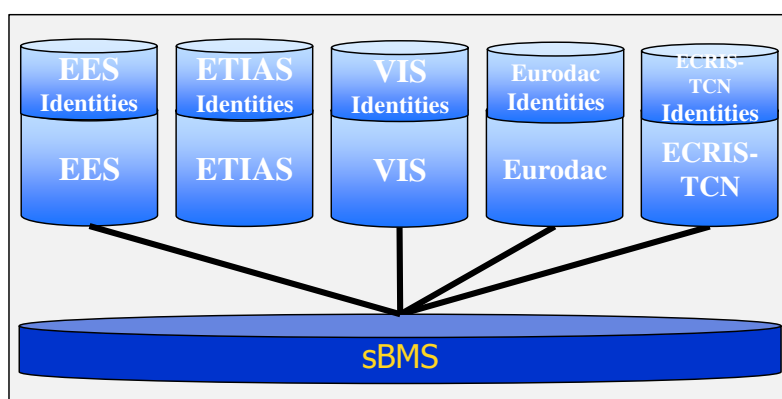 EES
Identities
ETIAS
Identities
VIS
Identities
Eurodac
Identities
ECRIS-
TCN
Identities
EES
ETIAS
VIS
Eurodac
ECRIS-
TCN
sBMS